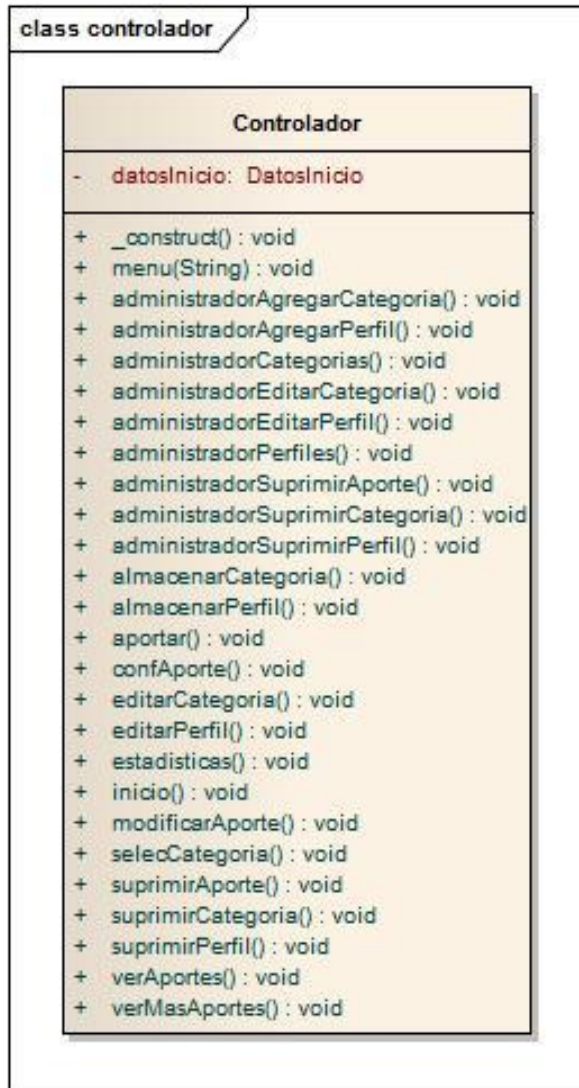 class controlador
Controlador
- datosInicio: DatosInicio
+ _construct() : void
+ menu(String) : void
+ administradorAgregarCategoria() : void
+ administradorAgregarPerfil() : void
+ administradorCategorias() : void
+ administradorEditarCategoria() : void
+ administradorEditarPerfil() : void
+ administradorPerfiles() : void
+ administradorSuprimirAporte() : void
+ administradorSuprimirCategoria() : void
+ administradorSuprimirPerfil() : void
+ almacenarCategoria() : void
+ almacenarPerfil() : void
+ aportar() : void
+ confAporte() : void
+ editarCategoria() : void
+ editarPerfil() : void
+ estadisticas() : void
+ inicio() : void
+ modificarAporte() : void
+ selecCategoria() : void
+ suprimirAporte() : void
+ suprimirCategoria() : void
+ suprimirPerfil() : void
+ verAportes() : void
+ verMasAportes() : void